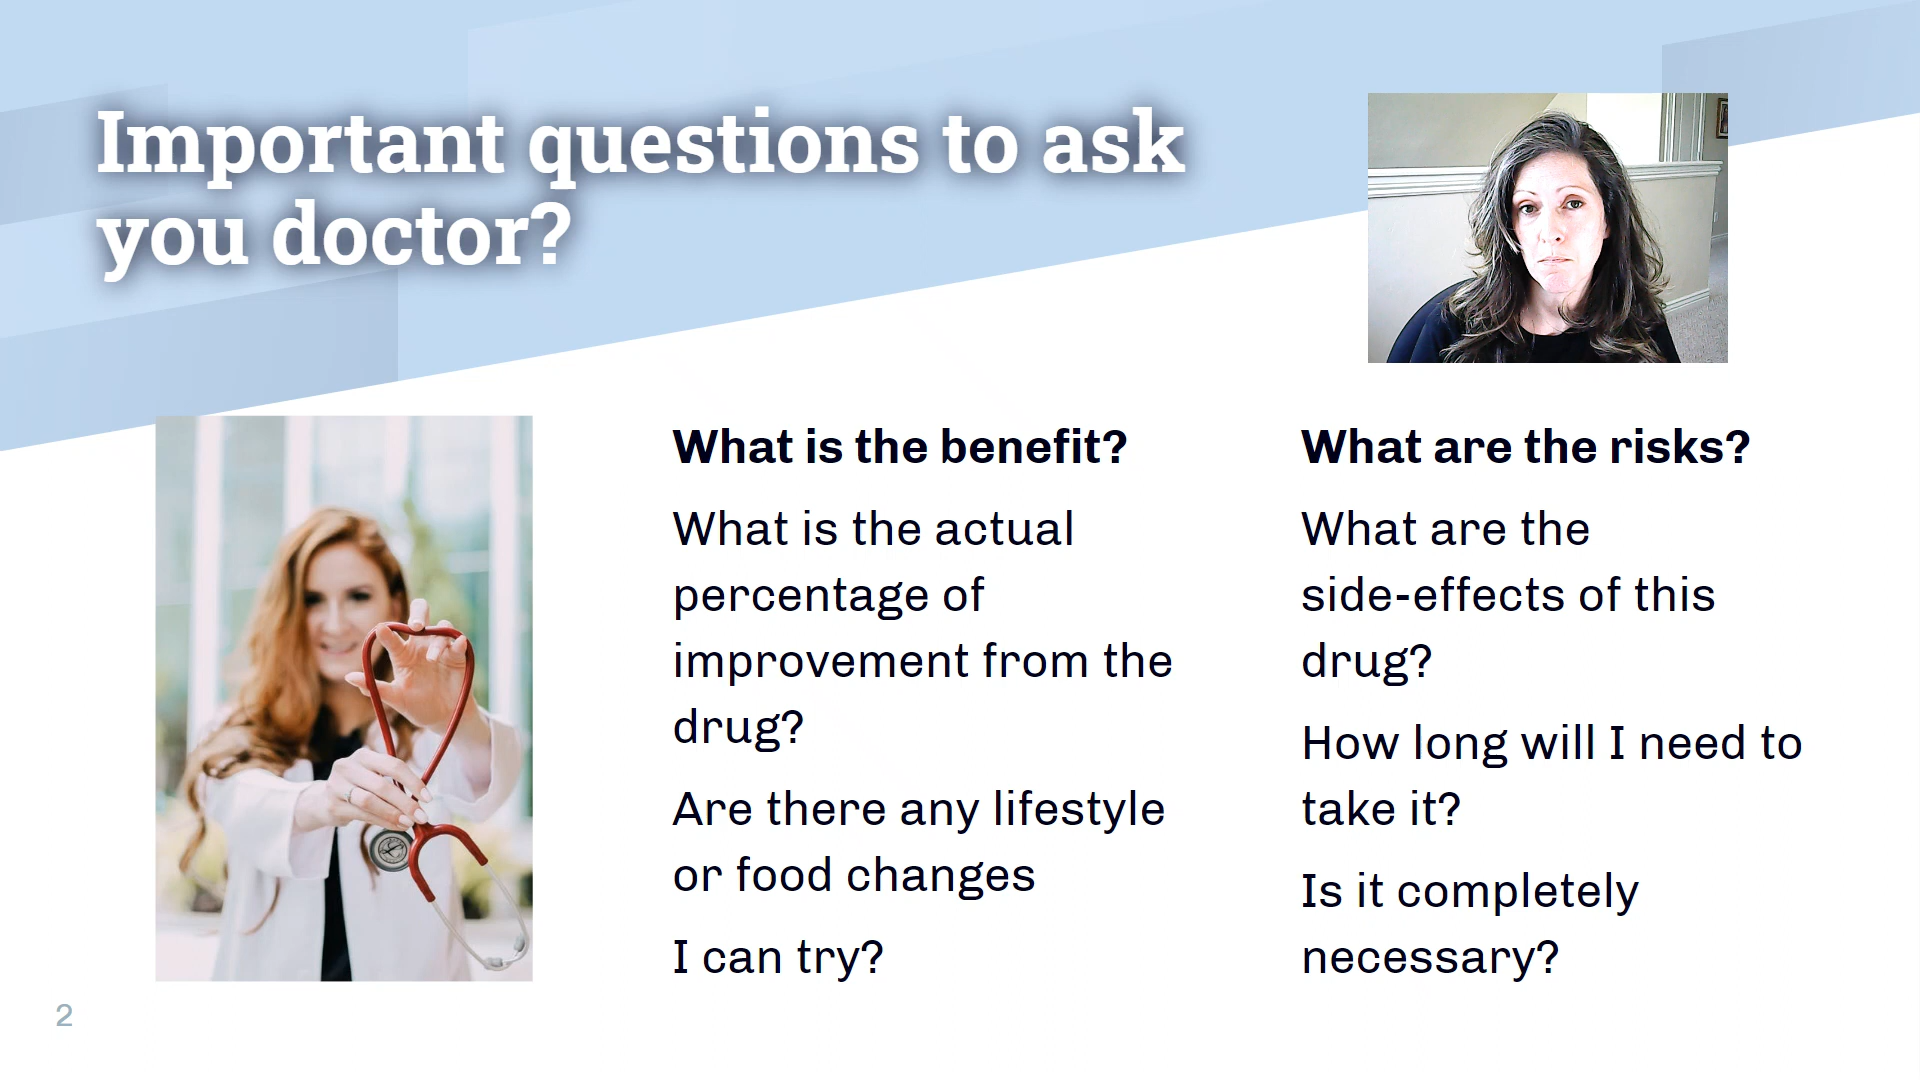 Important questions to ask
you doctor?
What is the benefit?
What is the actual
percentage of
improvement from the
drug?
Are there any lifestyle
or food changes
I can try?
What are the risks?
What are the
side-effects of this
drug?
How long will I need to
take it?
Is it completely
necessary?
2